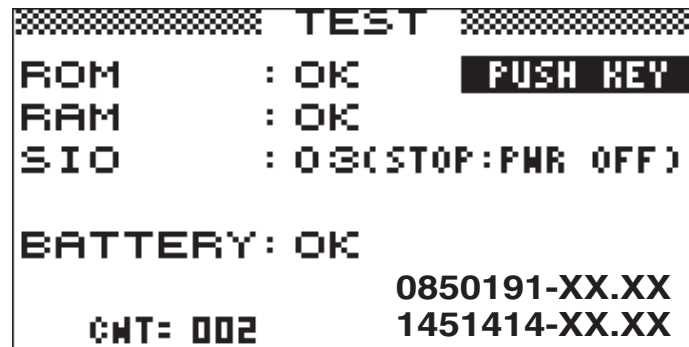 TEST
ROM : OK PUSH KEY
RAM : OK
SIO : 03(STOP:PWR OFF)
BATTERY: OK
0850191-XX.XX
CNT= 002 1451414-XX.XX